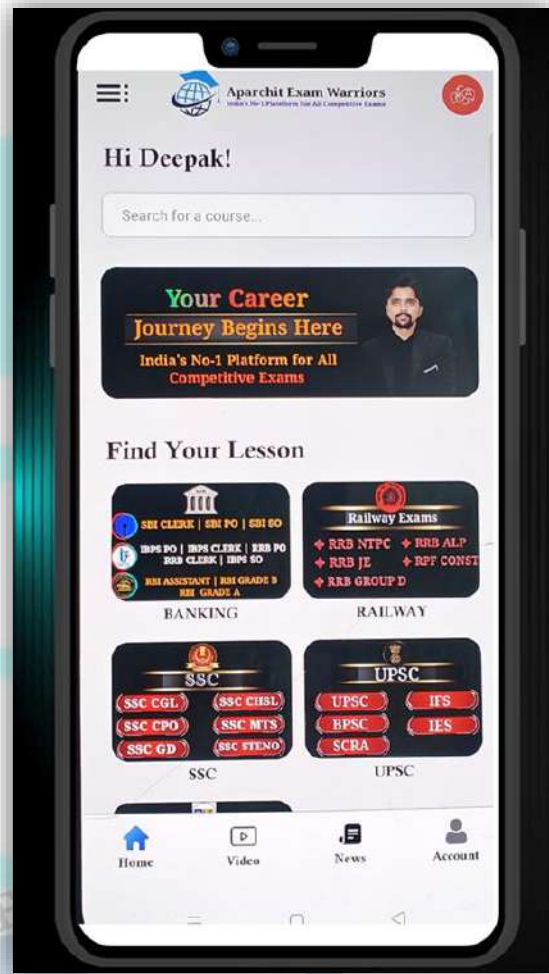 Aparchit Exam Warriors
India's No-1 Platform for All Competitive Exams
Hi Deepak!
Search for a course...
Your Career
Journey Begins Here
India's No-1 Platform for All
Competitive Exams
Find Your Lesson
SBI CLERK | SBI PO | SBI SO
IBPS PO | IBPS CLERK | RRB PO
RRB CLERK | IBPS SO
RBI ASSISTANT | RBI GRADE B
RBI GRADE A
BANKING
Railway Exams
RRB NTPC
RRB ALP
RRB JE
RPF CONST
RRB GROUP D
RAILWAY
SSC
SSC CGL
SSC CHSL
SSC CPO
SSC MTS
SSC GD
SSC STENO
SSC
UPSC
UPSC
IFS
BPSC
IES
SCRA
UPSC
Home
Video
News
Account